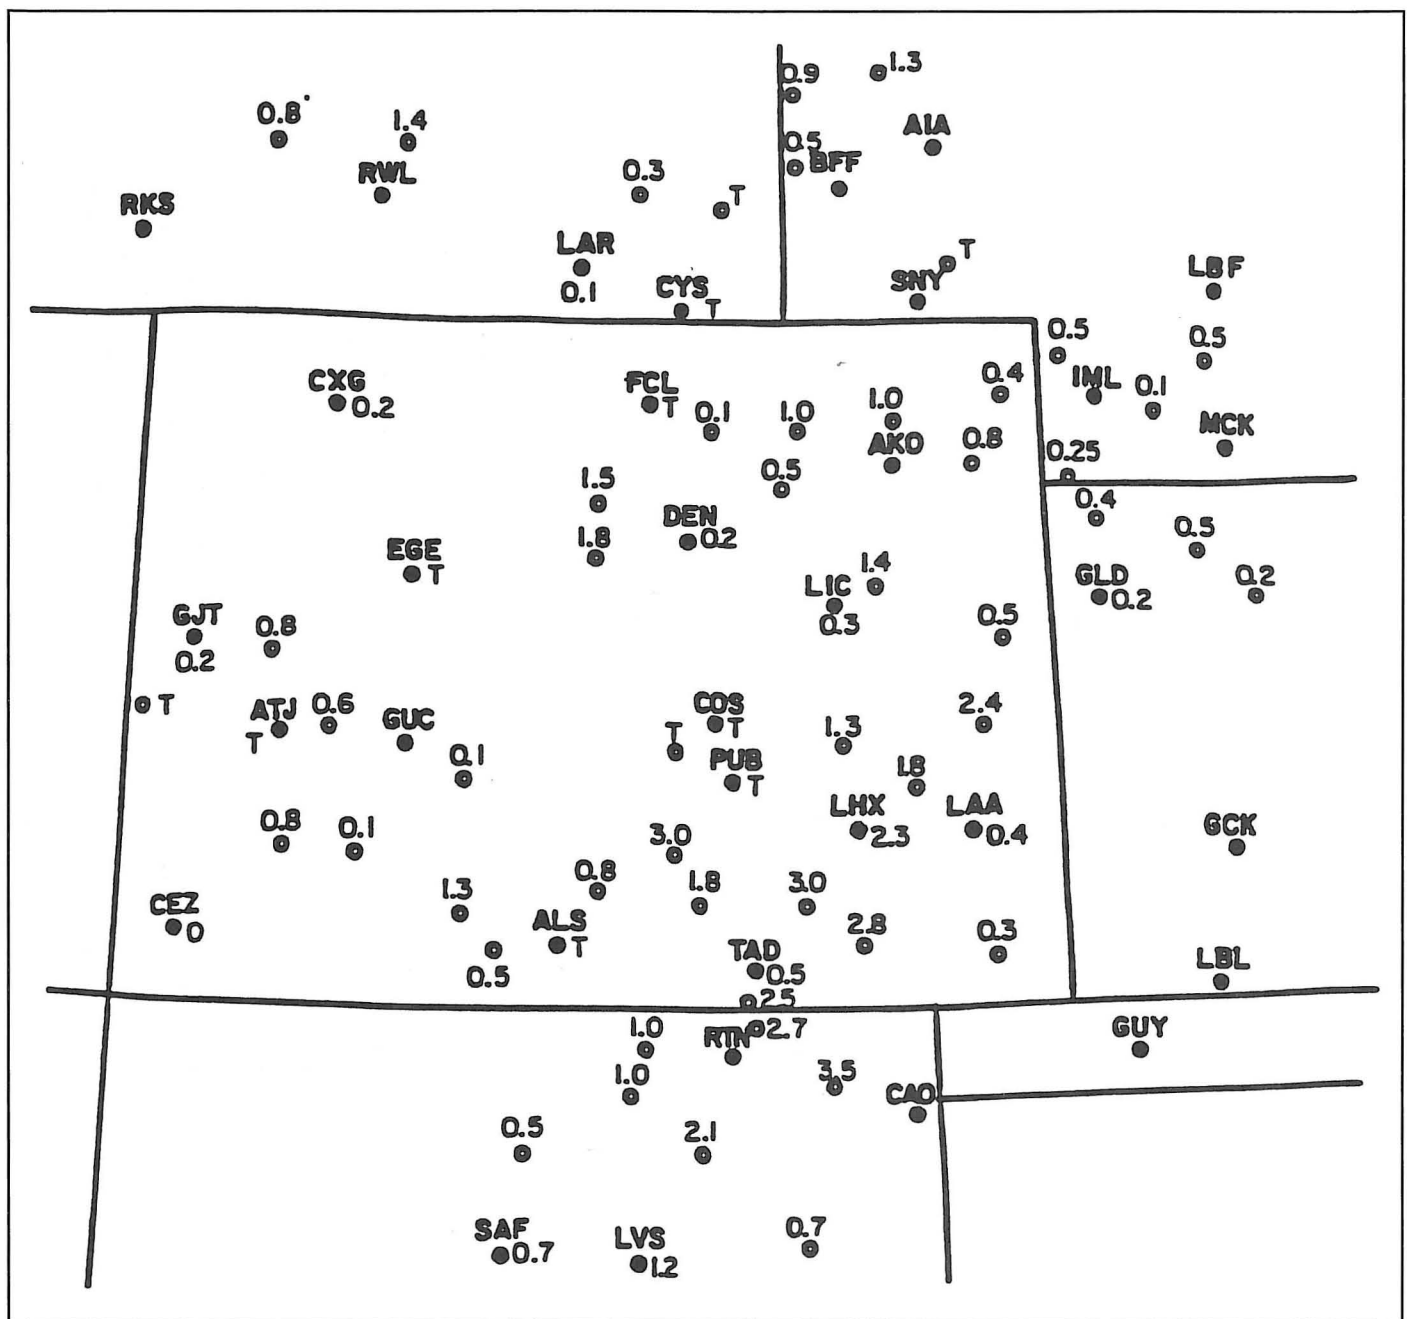 0.9
1.3
0.8
1.4
0.5
BFF
AIA
RWL
0.3
T
RKS
LAR
0.1
CYS
T
SNY
T
LBF
0.5
0.5
CXG
0.2
FCL
T
0.1
1.0
1.0
0.4
IML
0.1
AKO
0.8
0.25
MCK
1.5
0.5
0.4
DEN
0.2
1.8
0.5
EGE
T
LIC
0.3
1.4
GLD
0.2
0.2
GJT
0.2
0.8
0.5
T
ATJ
T
0.6
GUC
COS
T
T
1.3
2.4
0.1
PUB
T
1.8
LHX
2.3
LAA
0.4
GCK
0.8
0.1
3.0
0.8
1.8
3.0
1.3
CEZ
0
ALS
T
2.8
0.3
0.5
TAD
0.5
LBL
2.5
1.0
RTN
2.7
GUY
1.0
3.5
CAO
0.5
2.1
SAF
0.7
LVS
1.2
0.7